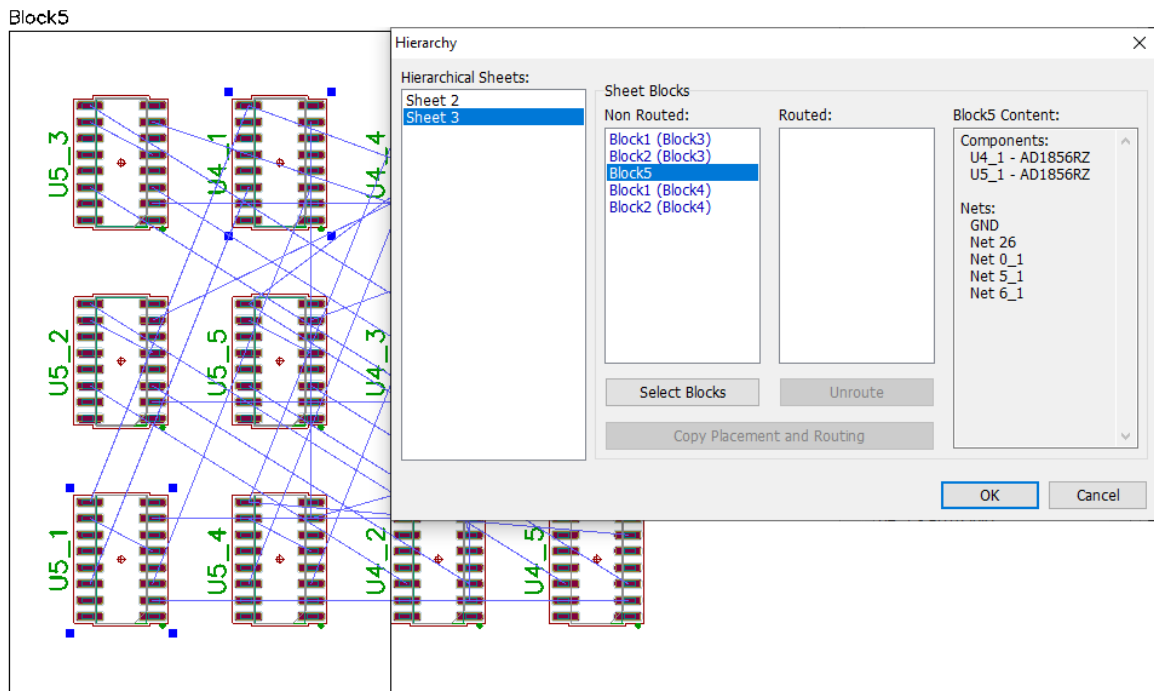 Block5
Hierarchy
Hierarchical Sheets:
Sheet 2
Sheet 3
Sheet Blocks
Non Routed:
Block1 (Block3)
Block2 (Block3)
Block5
Block1 (Block4)
Block2 (Block4)
Routed:
Block5 Content:
Components:
U4_1 - AD1856RZ
U5_1 - AD1856RZ
Nets:
GND
Net 26
Net 0_1
Net 5_1
Net 6_1
Select Blocks
Unroute
Copy Placement and Routing
OK
Cancel
U5_3
U4_1
U4_4
U5_2
U5_5
U4_3
U5_1
U5_4
U4_2
U4_5